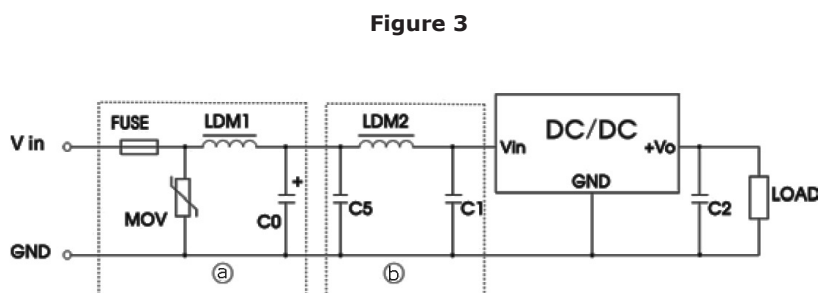 Figure 3
FUSE
LDM1
LDM2
DC/DC
V in
Vin
+Vo
GND
MOV
+
C0
C5
C1
C2
LOAD
GND
a
b